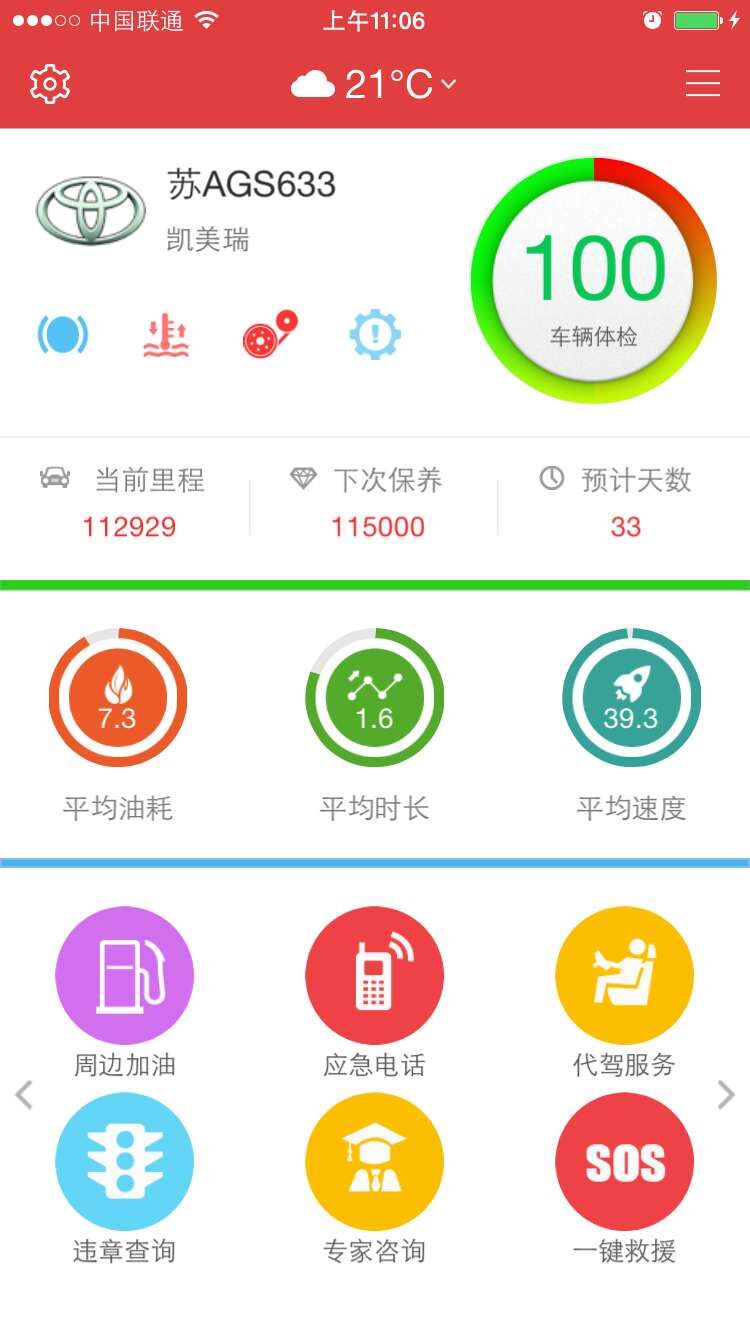 中国联通 上午11:06
21°C
苏AGS633
凯美瑞
100
车辆体检
当前里程 下次保养 预计天数
112929 115000 33
7.3 1.6 39.3
平均油耗 平均时长 平均速度
周边加油 应急电话 代驾服务
SOS
违章查询 专家咨询 一键救援